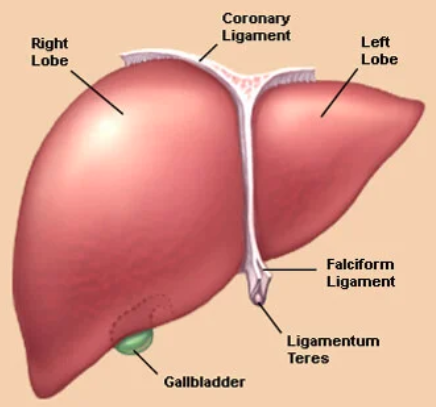 Coronary
Ligament
Right
Lobe
Left
Lobe
Falciform
Ligament
Ligamentum
Teres
Gallbladder